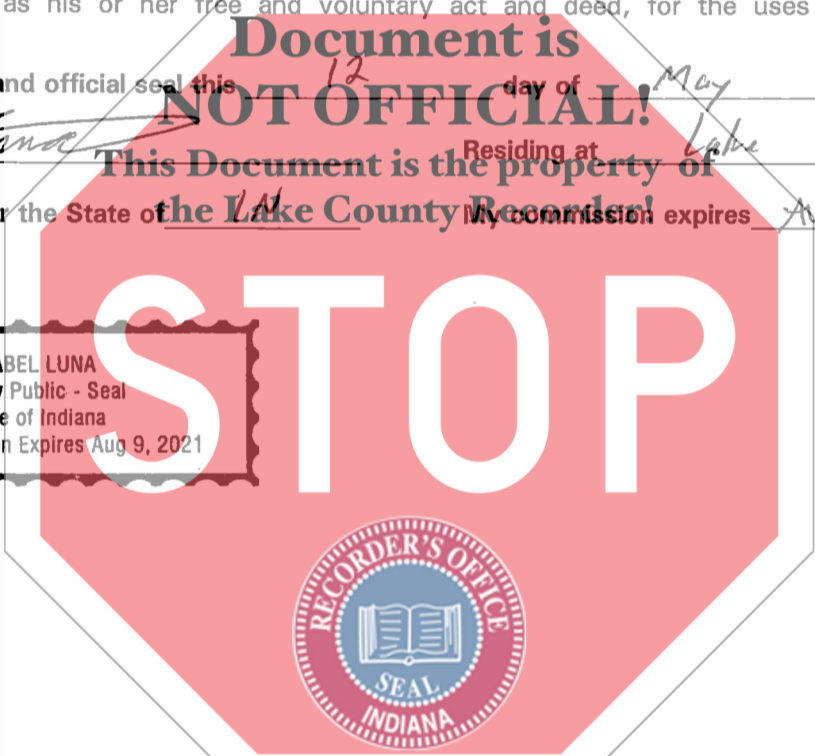 as his or her free and voluntary act and deed, for the uses
Document is
nd official seal this 12 day of May
NOT OFFICIAL!
Residing at Lake
This Document is the property of
the Lake County Recorder!
r the State of IN My commission expires
STOP
ABEL LUNA
y Public - Seal
e of Indiana
n Expires Aug 9, 2021
RECORDER'S OFFICE
SEAL
INDIANA